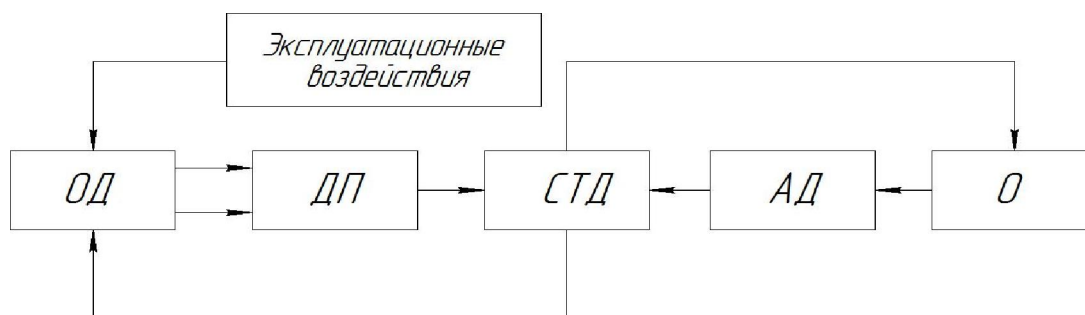 Эксплуатационные
воздействия
ОД
ДП
СТД
АД
О